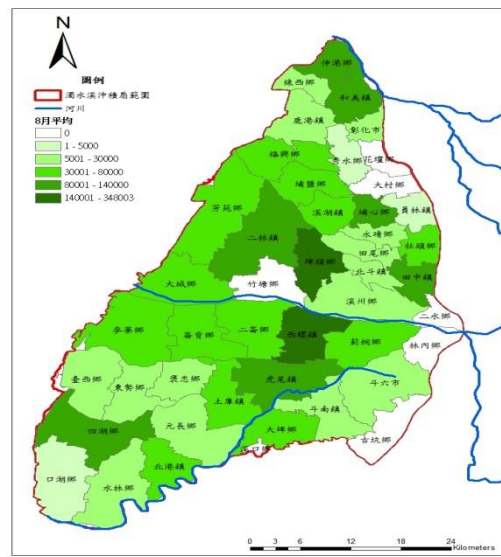 N
圖例
濁水溪沖積扇範圍
河川
8月平均
0
1 - 5000
5001 - 30000
30001 - 80000
80001 - 140000
140001 - 348003
伸港鄉
線西鄉
和美鎮
鹿港鎮
彰化市
秀水鄉
花壇鄉
福興鄉
大村鄉
埔鹽鄉
芳苑鄉
溪湖鎮
埔心鄉
員林鎮
永靖鄉
社頭鄉
二林鎮
埤頭鄉
田尾鄉
北斗鎮
田中鎮
大城鄉
竹塘鄉
溪州鄉
二水鄉
麥寮鄉
崙背鄉
二崙鄉
西螺鎮
莿桐鄉
林內鄉
臺西鄉
東勢鄉
褒忠鄉
虎尾鎮
斗六市
土庫鎮
斗南鎮
四湖鄉
元長鄉
大埤鄉
古坑鄉
北港鎮
溪口鄉
口湖鄉
水林鄉
0 3 6 12 18 24
Kilometers